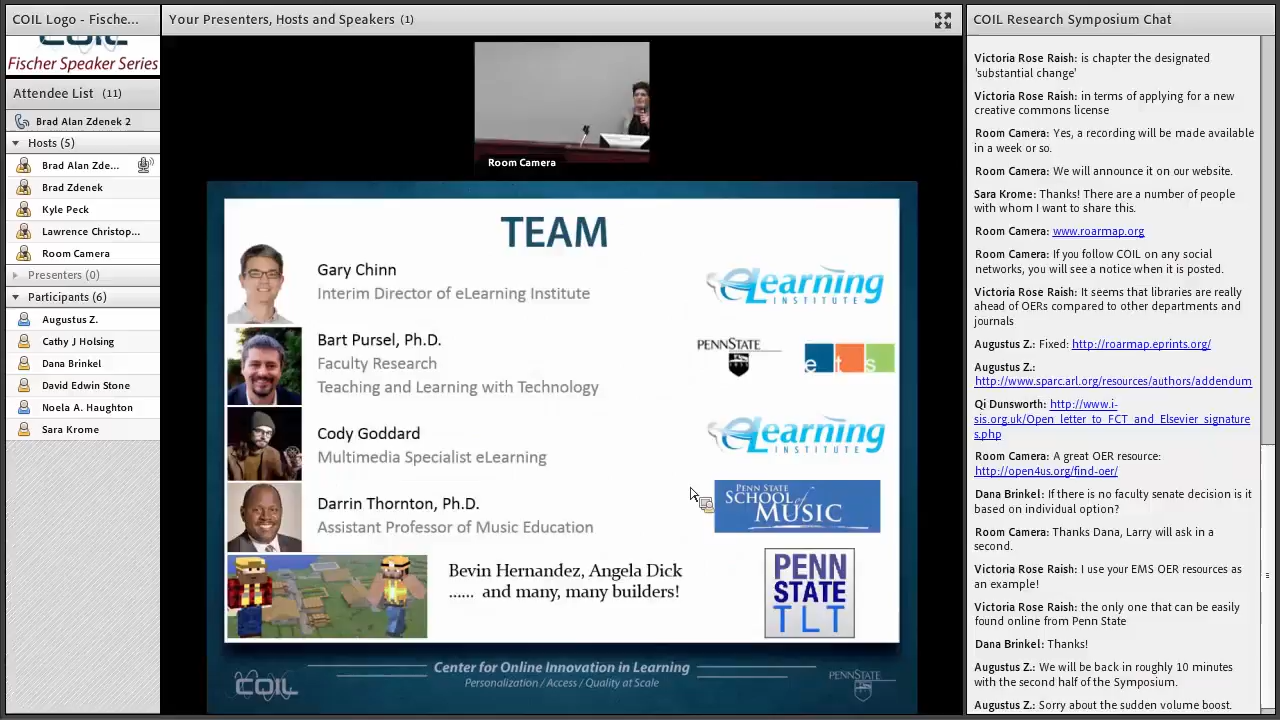 COIL Logo - Fische...
COIL
Fischer Speaker Series
Attendee List (11)
Brad Alan Zdenek 2
Hosts (5)
Brad Alan Zde...
Brad Zdenek
Kyle Peck
Lawrence Christop...
Room Camera
Presenters (0)
Participants (6)
Augustus Z.
Cathy J Holsing
Dana Brinkel
David Edwin Stone
Noela A. Haughton
Sara Krome
Your Presenters, Hosts and Speakers (1)
Room Camera
TEAM
Gary Chinn
Interim Director of eLearning Institute
eLearning
INSTITUTE
Bart Pursel, Ph.D.
Faculty Research
Teaching and Learning with Technology
PENNSTATE
ets
Cody Goddard
Multimedia Specialist eLearning
eLearning
INSTITUTE
Darrin Thornton, Ph.D.
Assistant Professor of Music Education
PENN STATE
SCHOOL of
MUSIC
Bevin Hernandez, Angela Dick
...... and many, many builders!
PENN
STATE
TLT
COIL
Center for Online Innovation in Learning
Personalization / Access / Quality at Scale
PENNSTATE
COIL Research Symposium Chat
Victoria Rose Raish: is chapter the designated
'substantial change'
Victoria Rose Raish: in terms of applying for a new
creative commons license
Room Camera: Yes, a recording will be made available
in a week or so.
Room Camera: We will announce it on our website.
Sara Krome: Thanks! There are a number of people
with whom I want to share this.
Room Camera: www.roarmap.org
Room Camera: If you follow COIL on any social
networks, you will see a notice when it is posted.
Victoria Rose Raish: It seems that libraries are really
ahead of OERs compared to other departments and
journals
Augustus Z.: Fixed: http://roarmap.eprints.org/
Augustus Z.:
http://www.sparc.arl.org/resources/authors/addendum
Qi Dunsworth: http://www.i-
sis.org.uk/Open_letter_to_FCT_and_Elsevier_signature
s.php
Room Camera: A great OER resource:
http://open4us.org/find-oer/
Dana Brinkel: If there is no faculty senate decision is it
based on individual option?
Room Camera: Thanks Dana, Larry will ask in a
second.
Victoria Rose Raish: I use your EMS OER resources as
an example!
Victoria Rose Raish: the only one that can be easily
found online from Penn State
Dana Brinkel: Thanks!
Augustus Z.: We will be back in roughly 10 minutes
with the second half of the Symposium.
Augustus Z.: Sorry about the sudden volume boost.